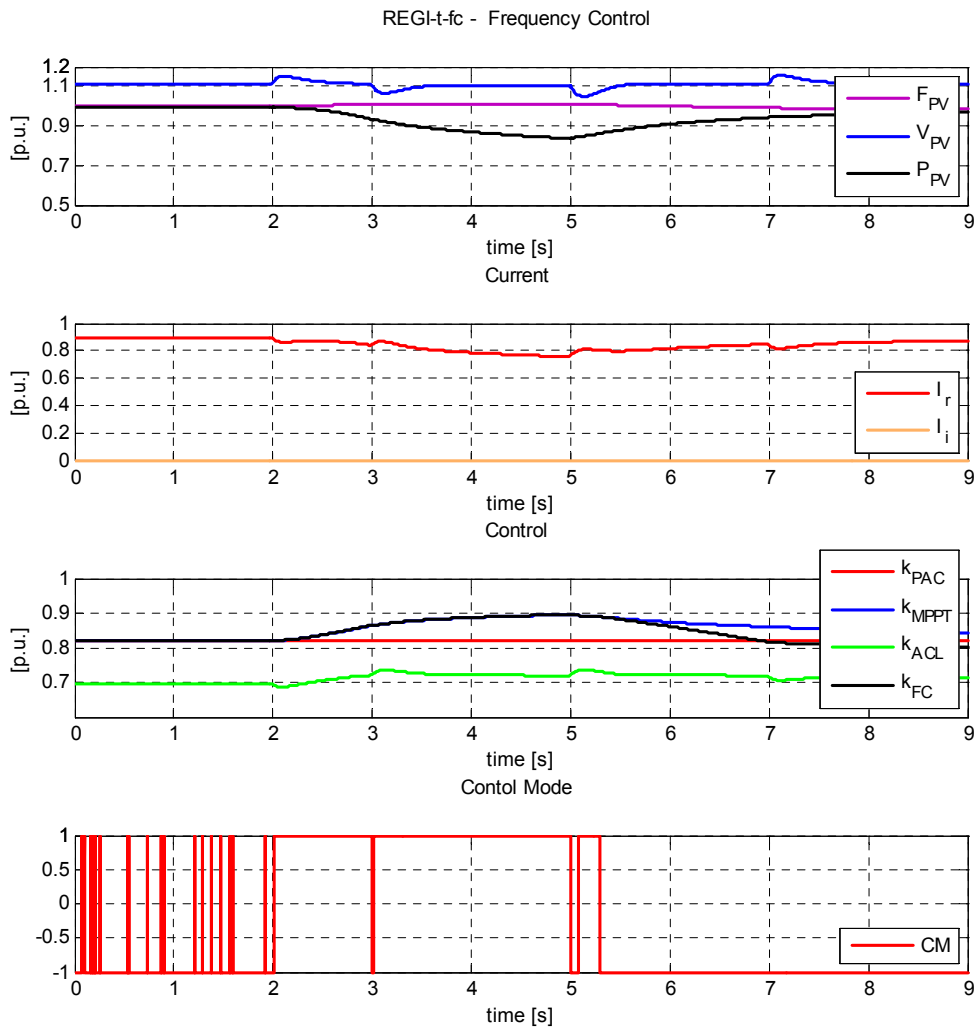 REGI-t-fc - Frequency Control
[p.u.]
1.2
1.1
0.9
0.7
0.5
F_PV
V_PV
P_PV
0 1 2 3 4 5 6 7 8 9
time [s]
Current
[p.u.]
1
0.8
0.6
0.4
0.2
0
I_r
I_i
0 1 2 3 4 5 6 7 8 9
time [s]
Control
[p.u.]
1
0.9
0.8
0.7
k_PAC
k_MPPT
k_ACL
k_FC
0 1 2 3 4 5 6 7 8 9
time [s]
Contol Mode
1
0.5
0
-0.5
-1
CM
0 1 2 3 4 5 6 7 8 9
time [s]